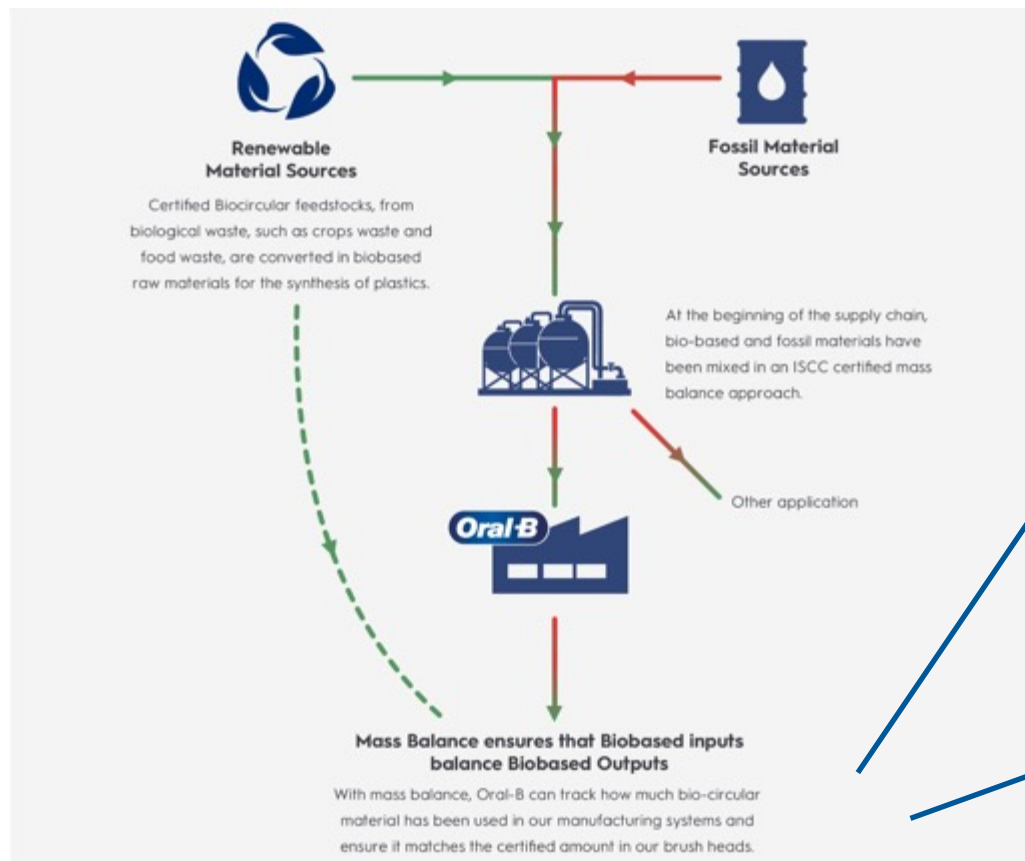 Renewable
Material Sources
Certified Biocircular feedstocks, from
biological waste, such as crops waste and
food waste, are converted in biobased
raw materials for the synthesis of plastics.
Fossil Material
Sources
At the beginning of the supply chain,
bio-based and fossil materials have
been mixed in an ISCC certified mass
balance approach.
Other application
Oral-B
Mass Balance ensures that Biobased inputs
balance Biobased Outputs
With mass balance, Oral-B can track how much bio-circular
material has been used in our manufacturing systems and
ensure it matches the certified amount in our brush heads.